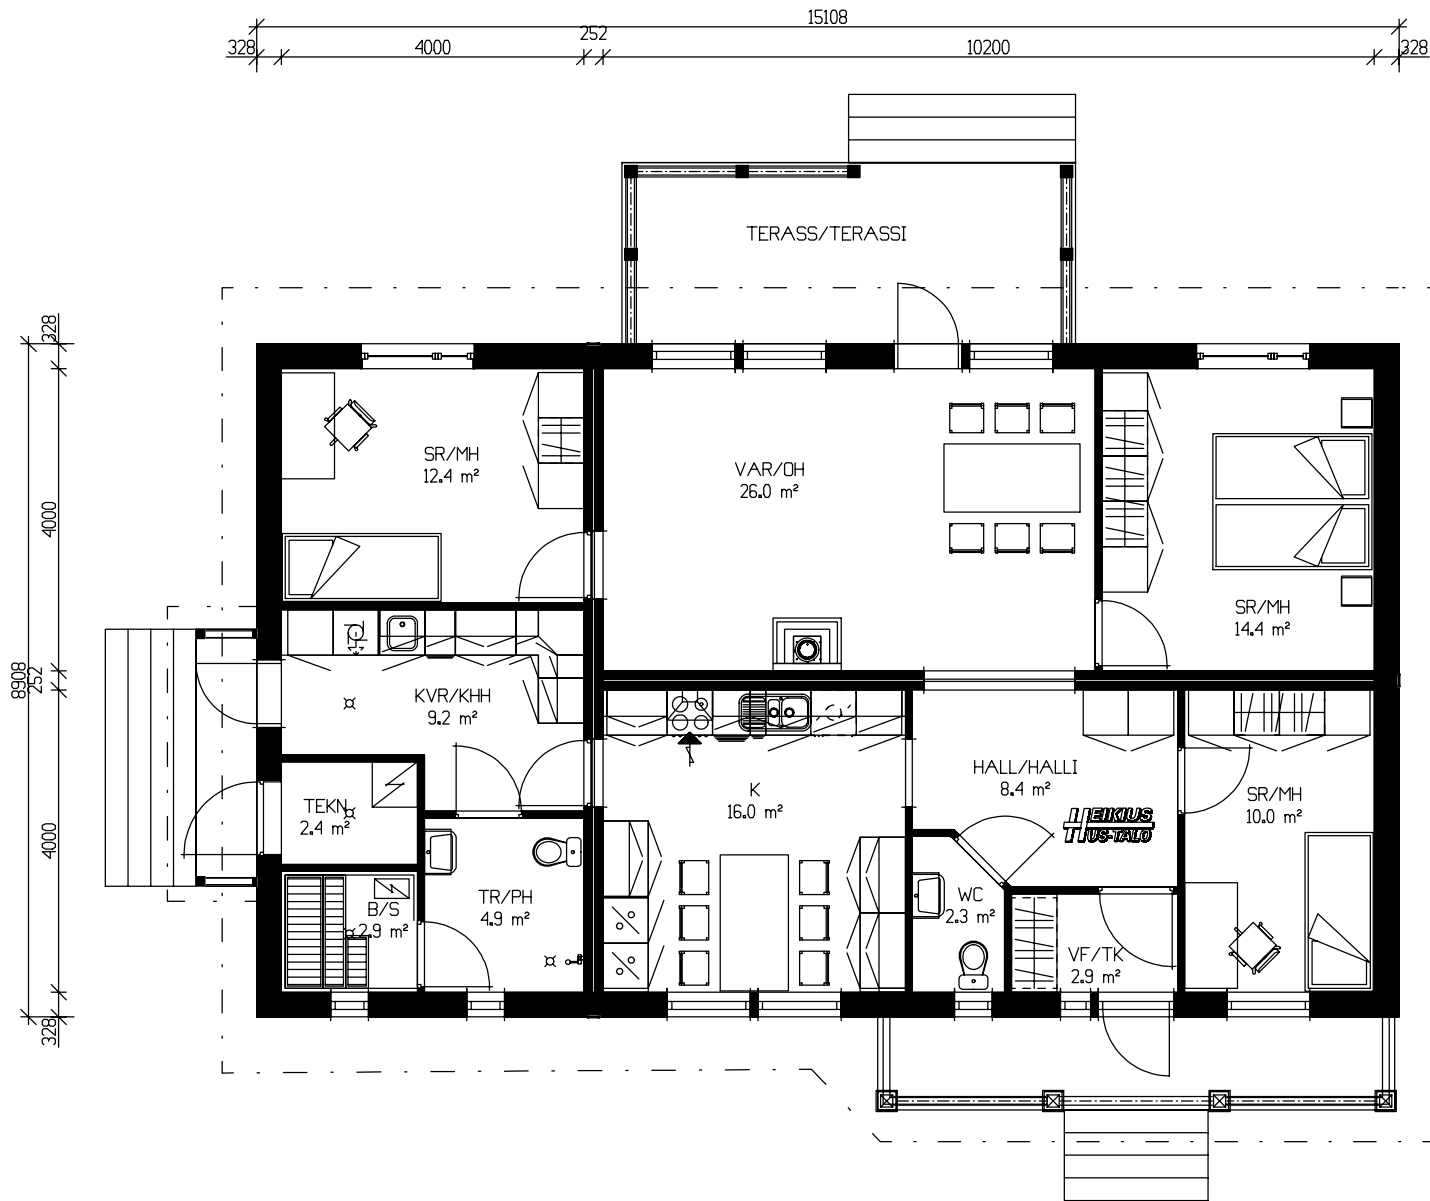 15108
252
328
4000
10200
328
TERASS/TERASSI
328
4000
8908
252
4000
328
SR/MH
12.4 m²
VAR/OH
26.0 m²
SR/MH
14.4 m²
KVR/KHH
9.2 m²
TEKN
2.4 m²
K
16.0 m²
HALL/HALLI
8.4 m²
HEIKIUS
HUS-TALO
SR/MH
10.0 m²
B/S
2.9 m²
TR/PH
4.9 m²
WC
2.3 m²
VF/TK
2.9 m²